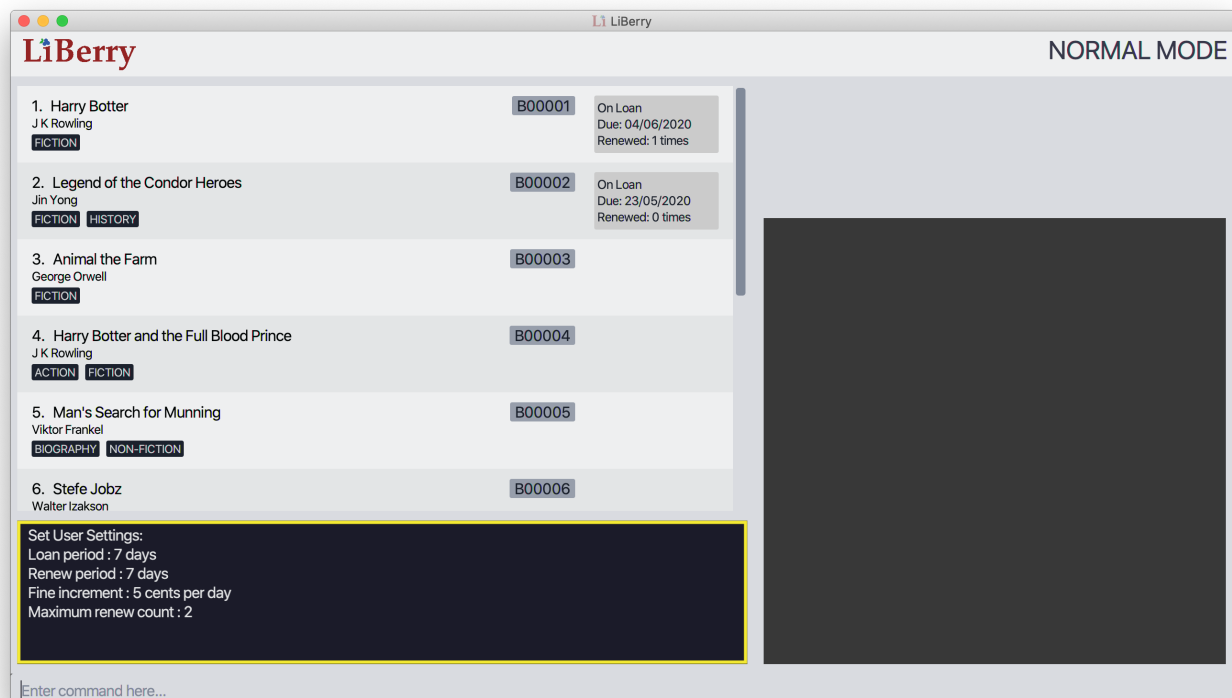 LiBerry
LiBerry
NORMAL MODE
1. Harry Botter
J K Rowling
FICTION
B00001
On Loan
Due: 04/06/2020
Renewed: 1 times
2. Legend of the Condor Heroes
Jin Yong
FICTION HISTORY
B00002
On Loan
Due: 23/05/2020
Renewed: 0 times
3. Animal the Farm
George Orwell
FICTION
B00003
4. Harry Botter and the Full Blood Prince
J K Rowling
ACTION FICTION
B00004
5. Man's Search for Munning
Viktor Frankel
BIOGRAPHY NON-FICTION
B00005
6. Stefe Jobz
Walter Izakson
B00006
Set User Settings:
Loan period : 7 days
Renew period : 7 days
Fine increment : 5 cents per day
Maximum renew count : 2
Enter command here...